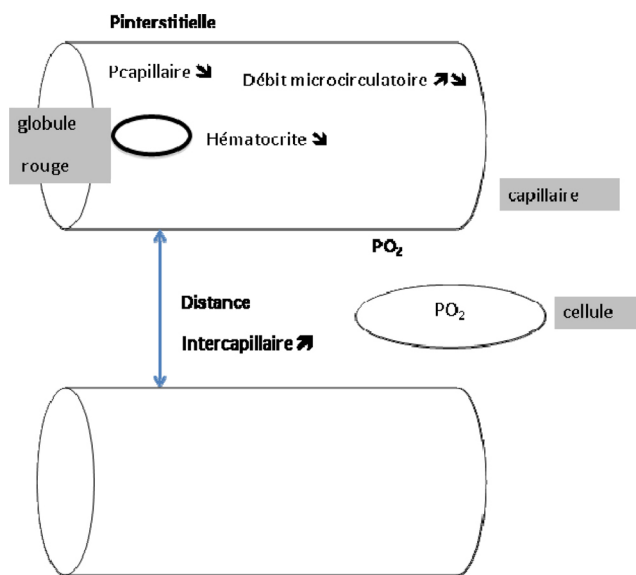 Pinterstitielle
Pcapillaire ↘
Débit microcirculatoire ↗↘
globule
rouge
Hématocrite ↘
capillaire
PO₂
Distance
Intercapillaire ↗
PO₂
cellule